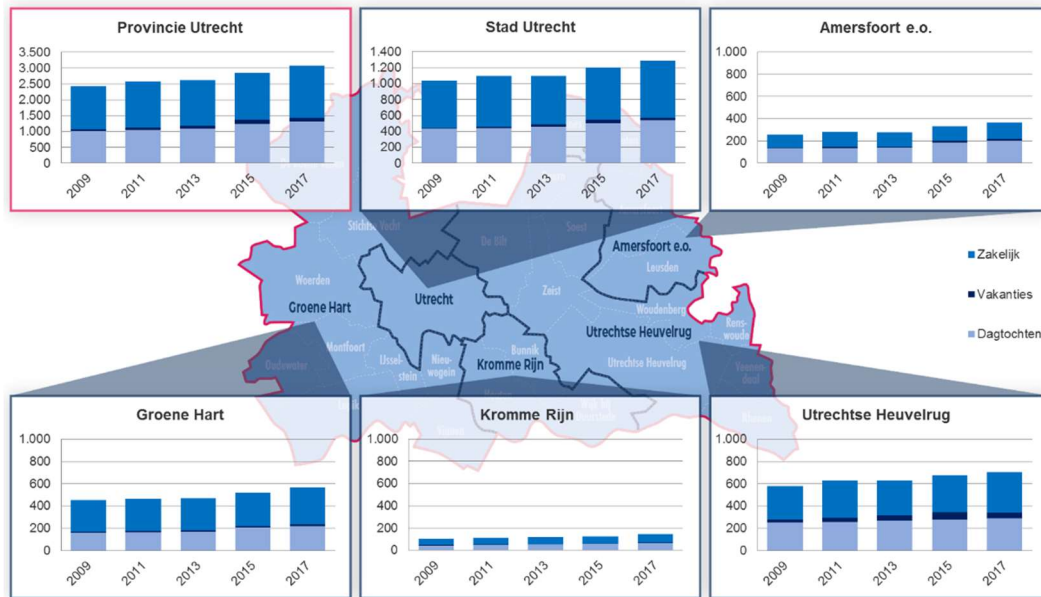 Provincie Utrecht
3.500
3.000
2.500
2.000
1.500
1.000
500
0
2009
2011
2013
2015
2017
Stad Utrecht
1.400
1.200
1.000
800
600
400
200
0
2009
2011
2013
2015
2017
Amersfoort e.o.
1.000
800
600
400
200
0
2009
2011
2013
2015
2017
Stichtse Vecht
De Bilt
Soest
Amersfoort e.o.
Leusden
Woerden
Zeist
Utrecht
Groene Hart
Woudenberg
Utrechtse Heuvelrug
Rens-
woude
Montfoort
Bunnik
IJssel-
stein
Nieu-
wegein
Kromme Rijn
Utrechtse Heuvelrug
Oudewater
Veenen-
daal
Zakelijk
Vakanties
Dagtochten
Groene Hart
1.000
800
600
400
200
0
2009
2011
2013
2015
2017
Kromme Rijn
1.000
800
600
400
200
0
2009
2011
2013
2015
2017
Utrechtse Heuvelrug
1.000
800
600
400
200
0
2009
2011
2013
2015
2017